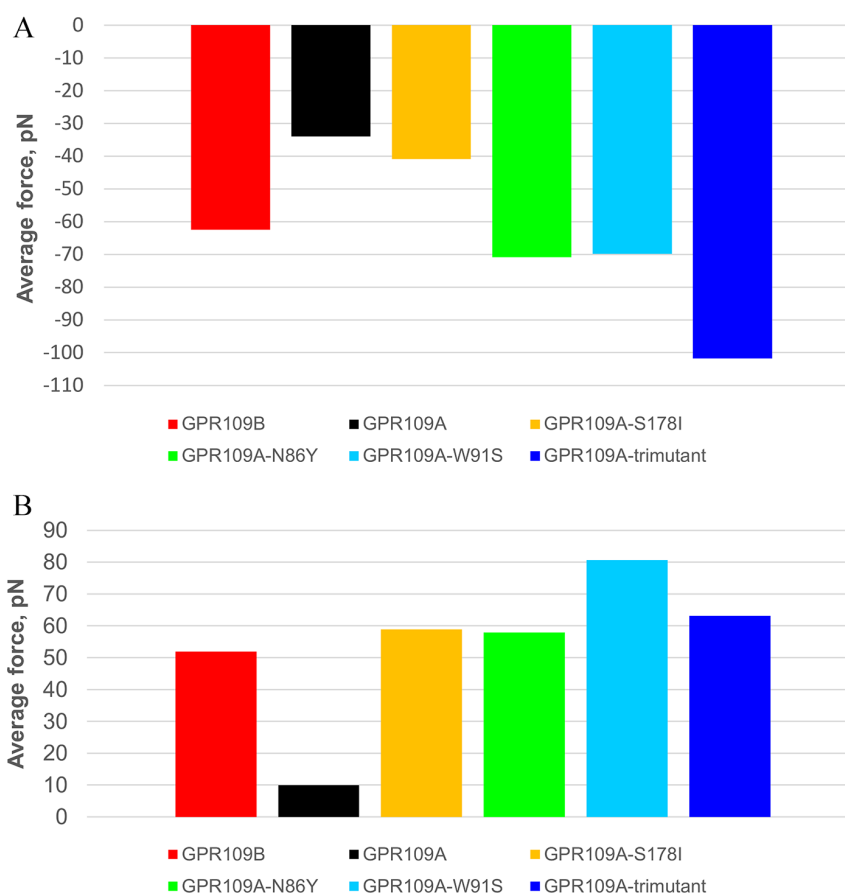 A
0
-10
-20
-30
-40
-50
-60
-70
-80
-90
-100
-110
Average force, pN
GPR109B GPR109A GPR109A-S178I
GPR109A-N86Y GPR109A-W91S GPR109A-trimutant
B
90
80
70
60
50
40
30
20
10
0
Average force, pN
GPR109B GPR109A GPR109A-S178I
GPR109A-N86Y GPR109A-W91S GPR109A-trimutant